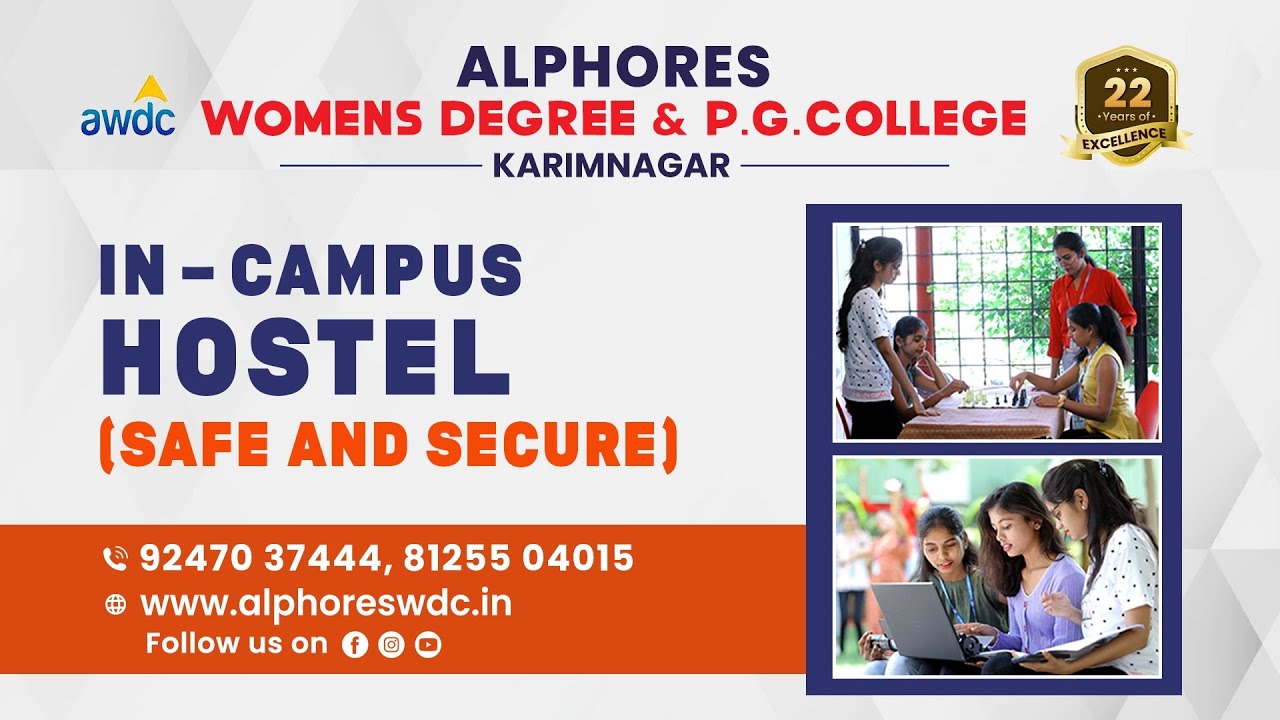 ALPHORES
awdc
WOMENS DEGREE & P.G.COLLEGE
KARIMNAGAR
22
Years of
EXCELLENCE
IN - CAMPUS
HOSTEL
(SAFE AND SECURE)
92470 37444, 81255 04015
www.alphoreswdc.in
Follow us on